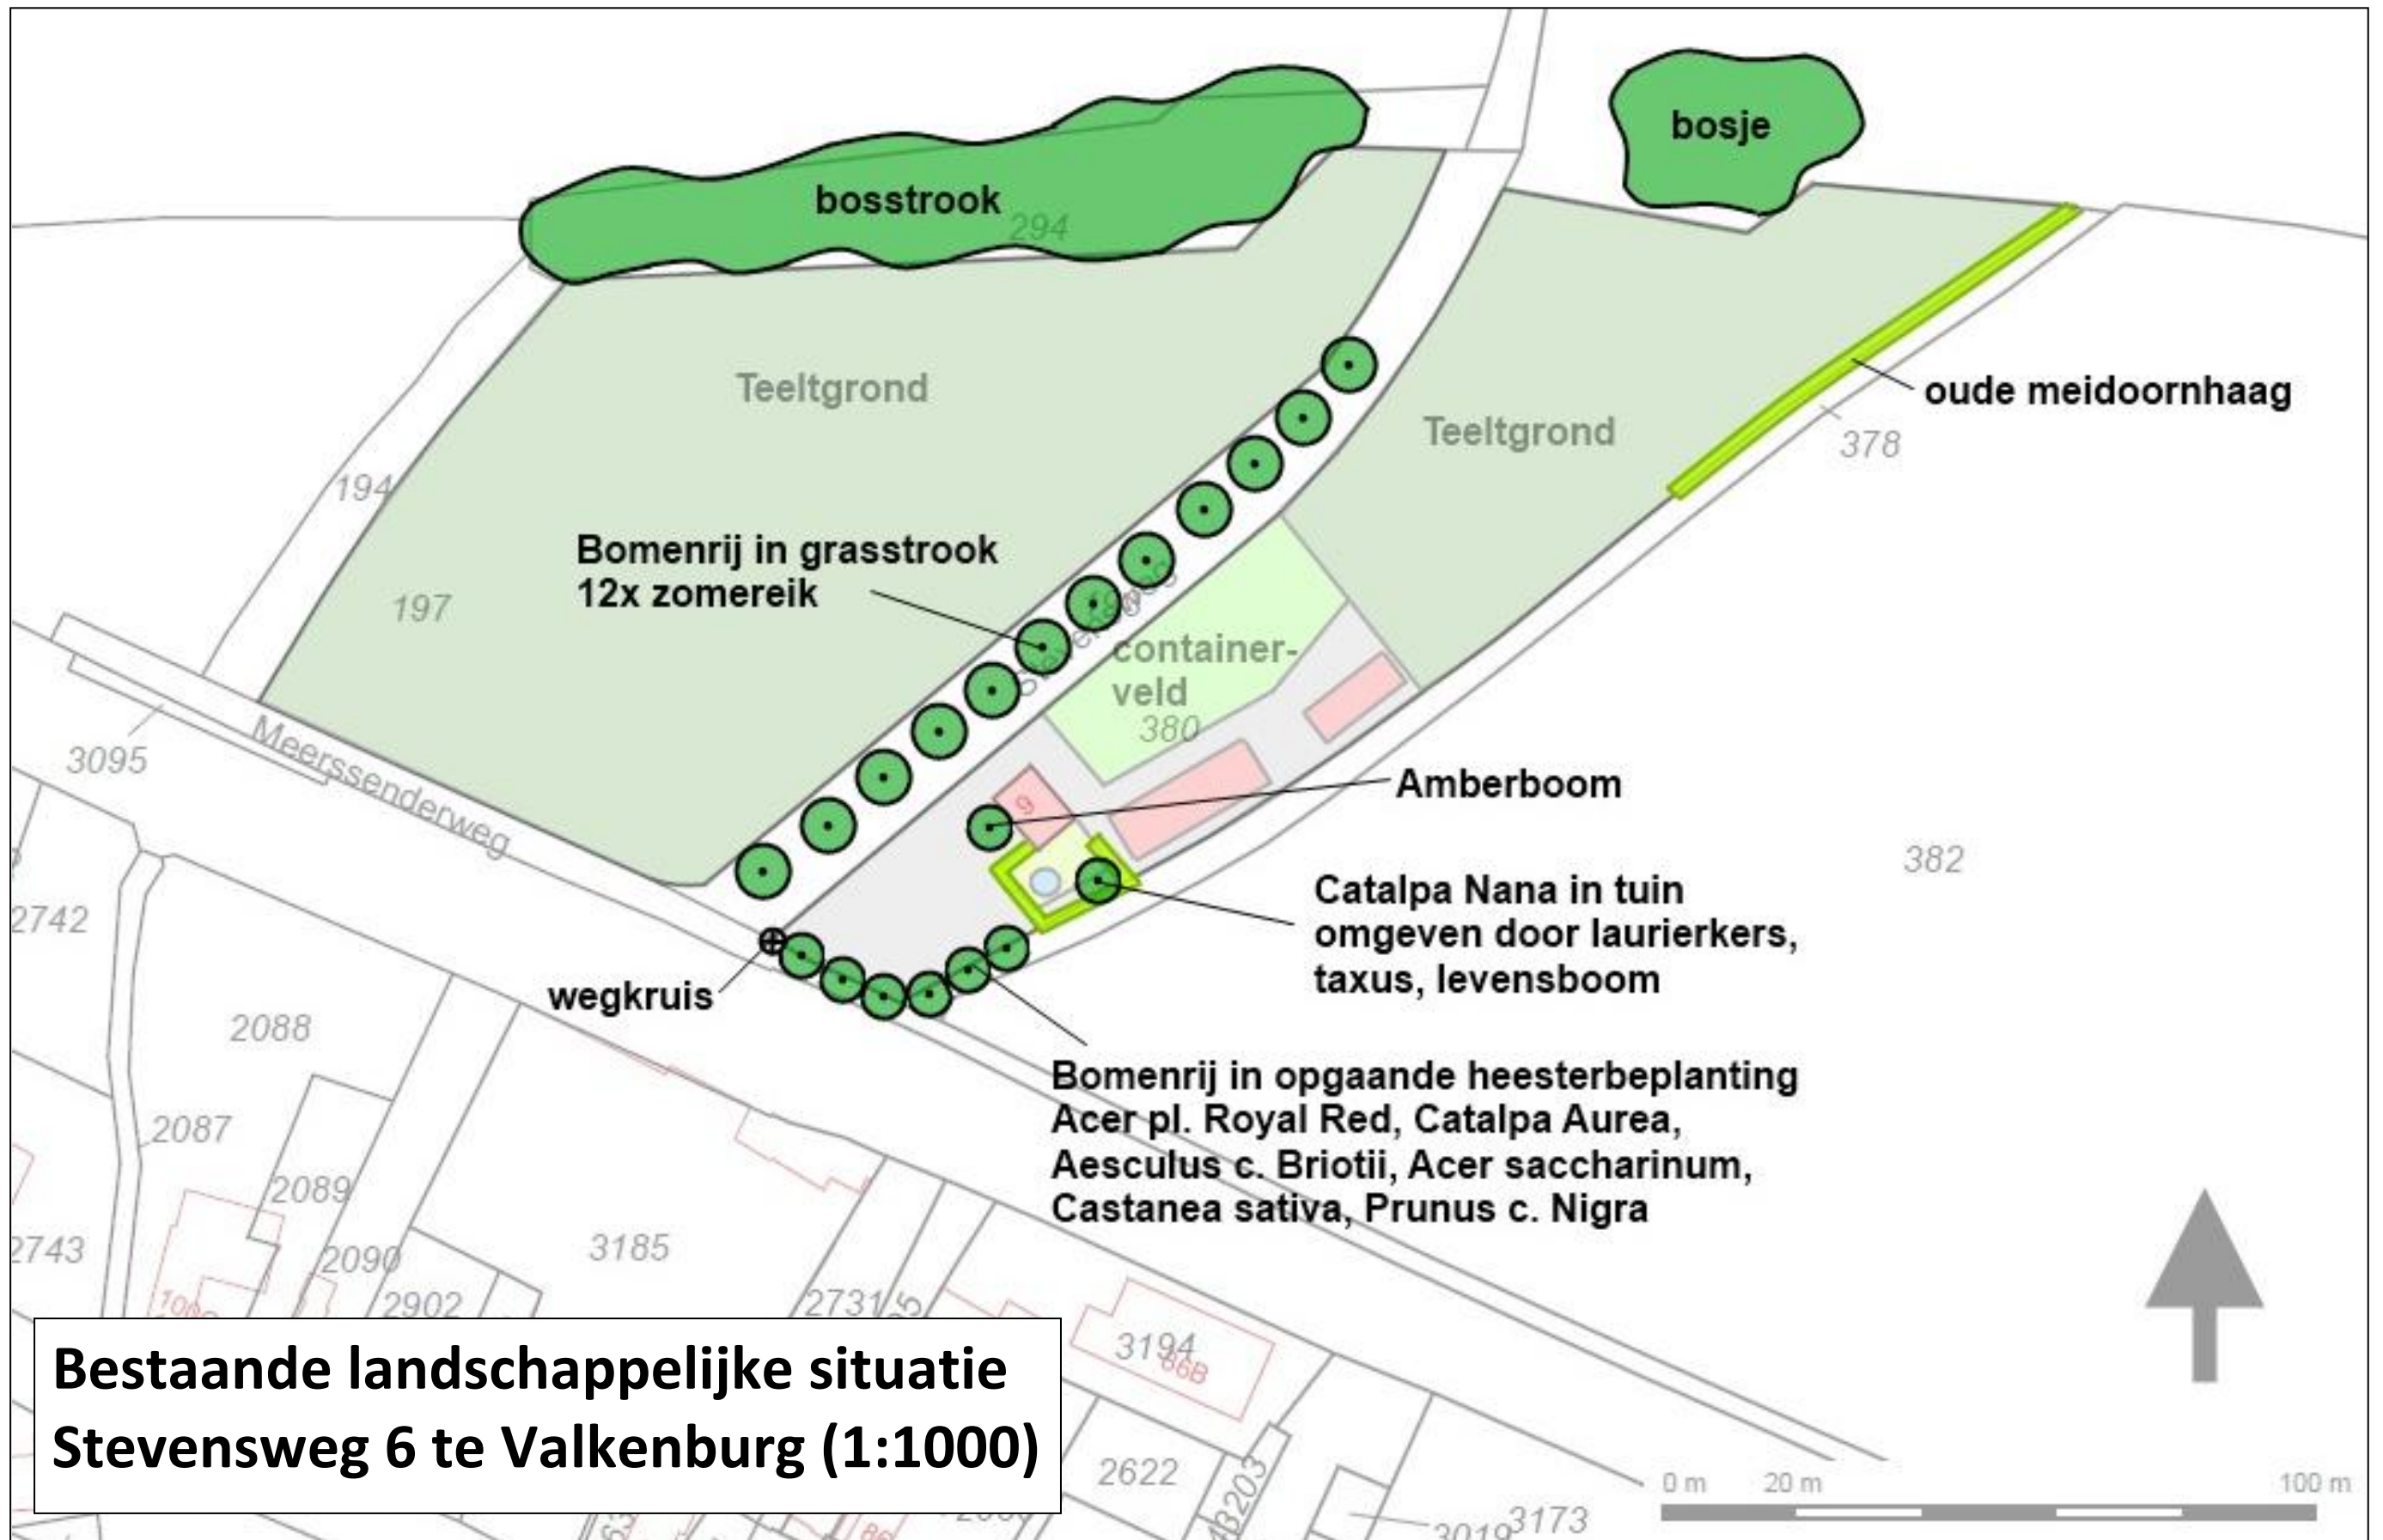 bosje
bosstrook
294
Teeltgrond
oude meidoornhaag
Teeltgrond
378
194
Bomenrij in grasstrook
12x zomereik
197
container-
veld
380
Meerssenderweg
3095
Amberboom
382
Catalpa Nana in tuin
omgeven door laurierkers,
taxus, levensboom
2742
wegkruis
2088
Bomenrij in opgaande heesterbeplanting
Acer pl. Royal Red, Catalpa Aurea,
Aesculus c. Briotii, Acer saccharinum,
Castanea sativa, Prunus c. Nigra
2087
2089
2743
2090
3185
2902
2731
3194
86B
Bestaande landschappelijke situatie
Stevensweg 6 te Valkenburg (1:1000)
2622
0 m 20 m 100 m
3173